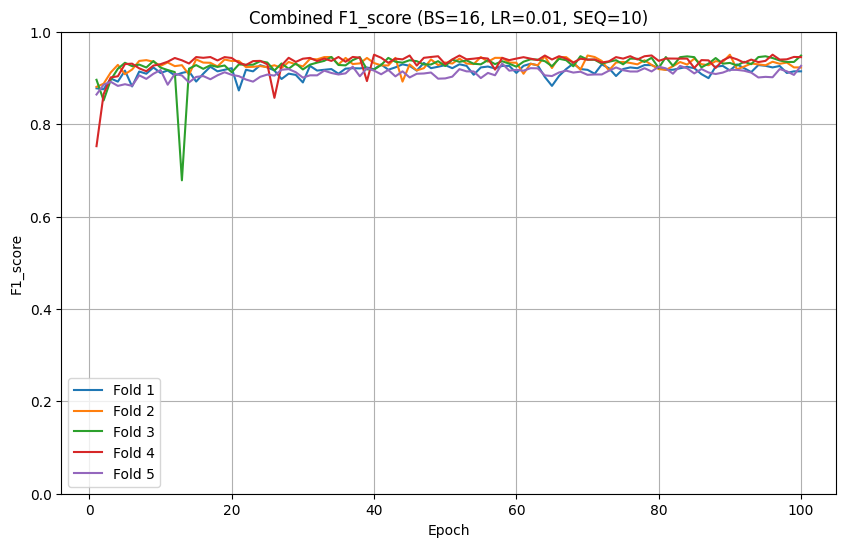 Combined F1_score (BS=16, LR=0.01, SEQ=10)
1.0
0.8
0.6
0.4
0.2
0.0
F1_score
Fold 1
Fold 2
Fold 3
Fold 4
Fold 5
0 20 40 60 80 100
Epoch